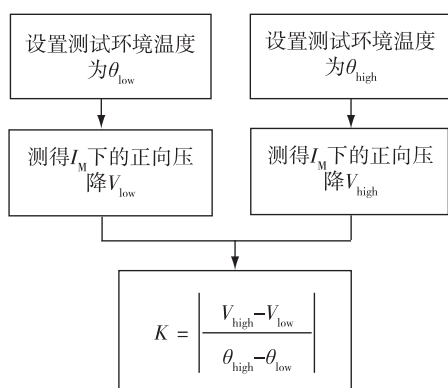 设置测试环境温度
为θlow
设置测试环境温度
为θhigh
测得IM下的正向压
降Vlow
测得IM下的正向压
降Vhigh
K = | (Vhigh–Vlow) / (θhigh–θlow) |